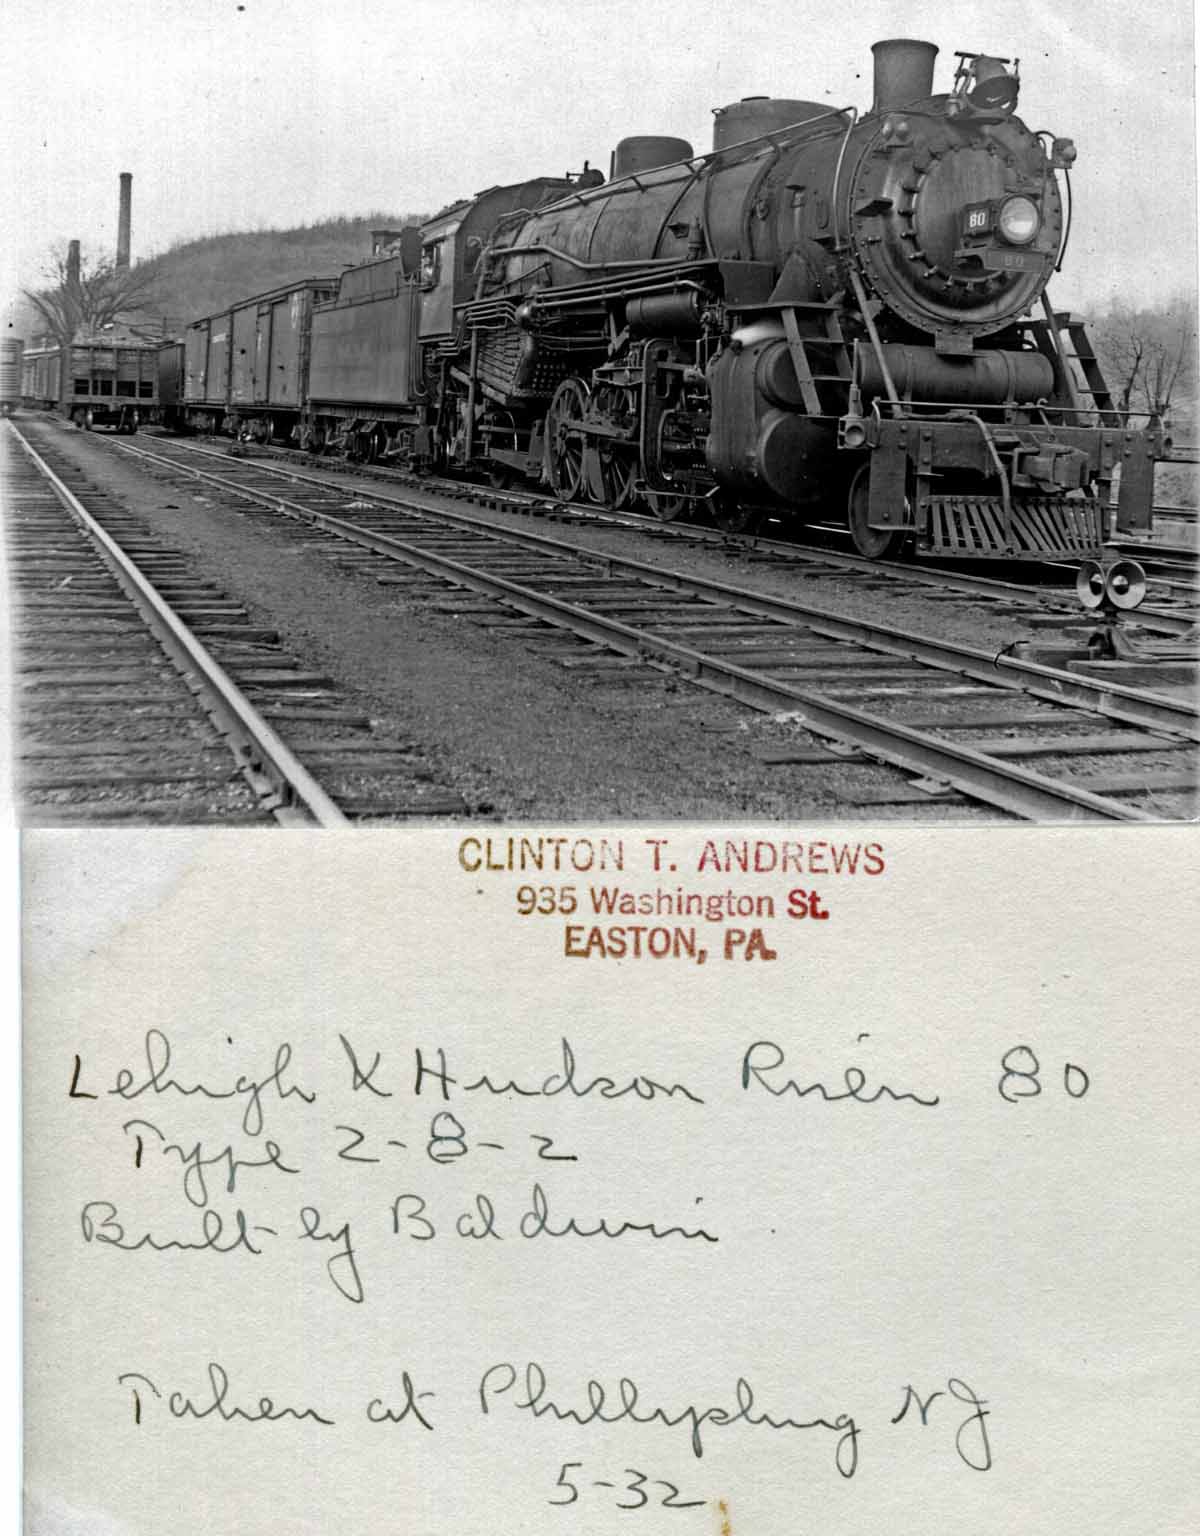 80
80
CLINTON T. ANDREWS
935 Washington St.
EASTON, PA.
Lehigh & Hudson River 80
Type 2-8-2
Built by Baldwin
Taken at Phillipsburg NJ
5-32